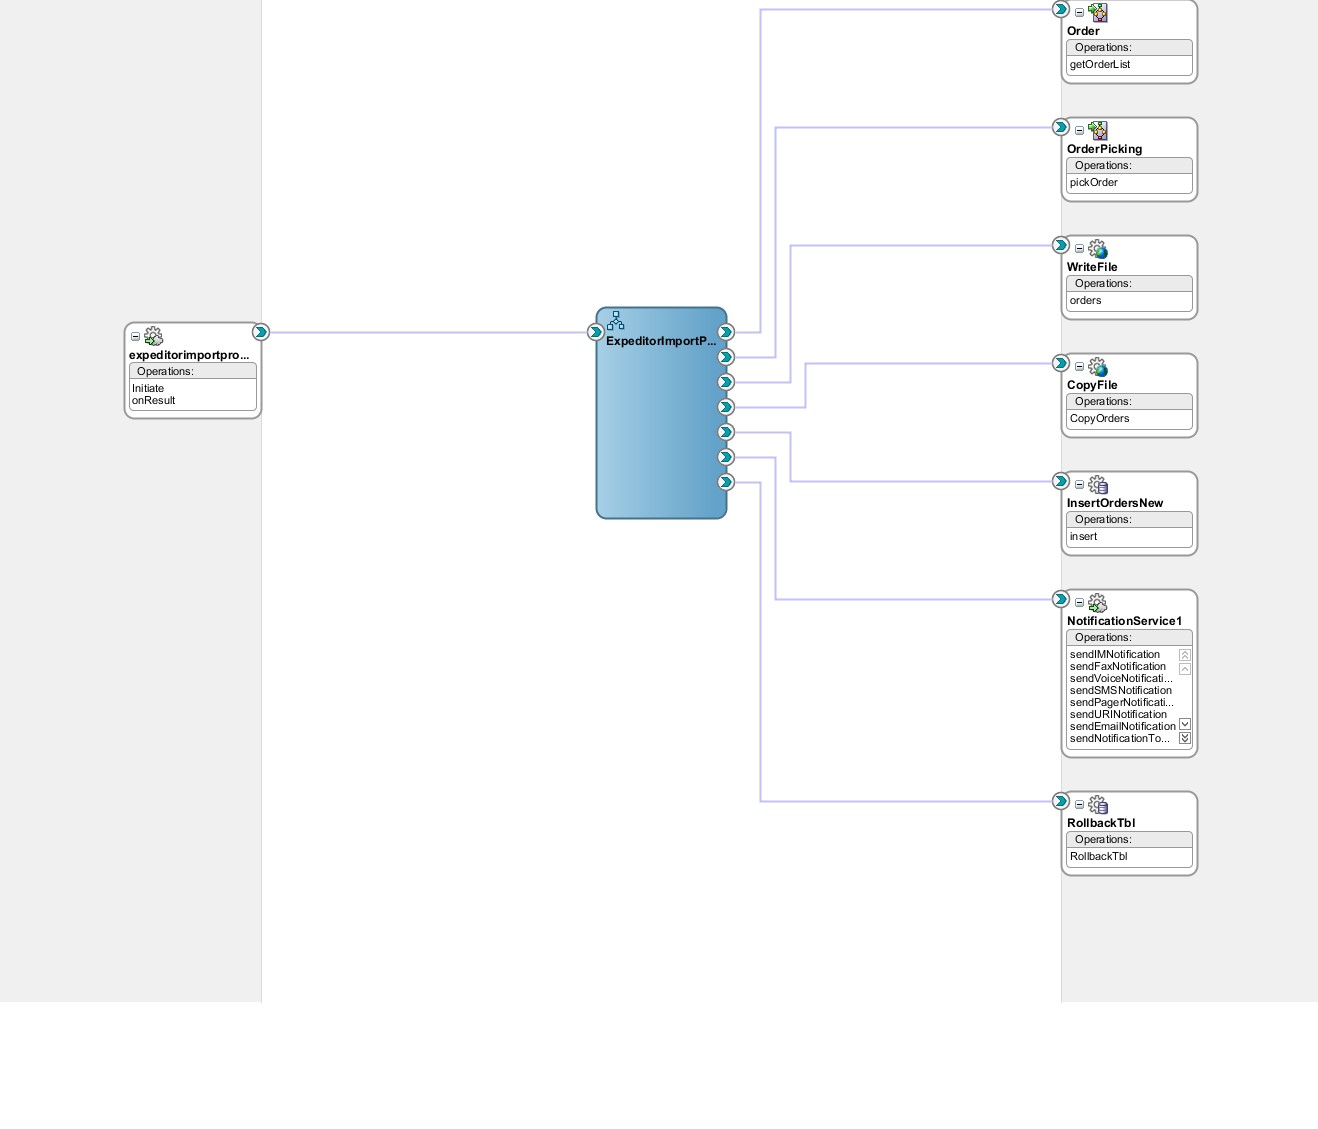 Order
Operations:
getOrderList
OrderPicking
Operations:
pickOrder
WriteFile
Operations:
orders
expeditorimportpro...
Operations:
Initiate
onResult
ExpeditorImportP...
CopyFile
Operations:
CopyOrders
InsertOrdersNew
Operations:
insert
NotificationService1
Operations:
sendIMNotification
sendFaxNotification
sendVoiceNotificati...
sendSMSNotification
sendPagerNotificati...
sendURINotification
sendEmailNotification
sendNotificationTo...
RollbackTbl
Operations:
RollbackTbl